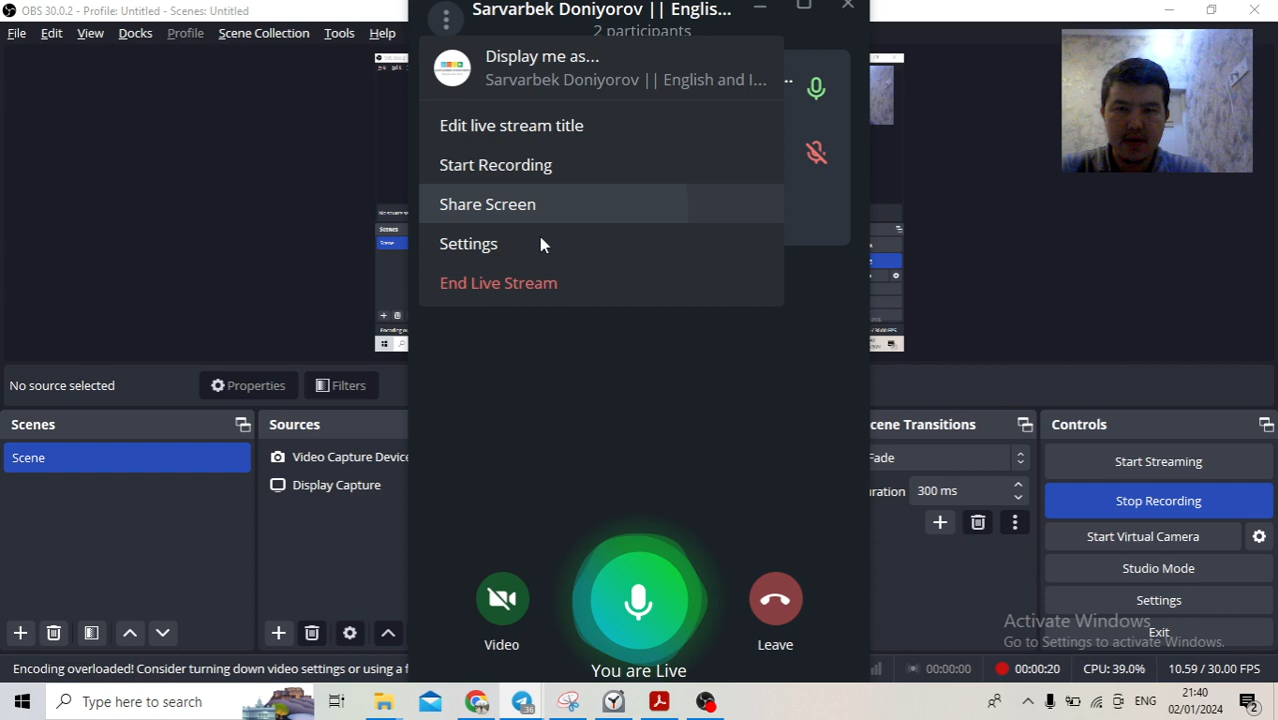 OBS 30.0.2 - Profile: Untitled - Scenes: Untitled
File Edit View Docks Profile Scene Collection Tools Help
Sarvarbek Doniyorov || Englis...
2 participants
Display me as...
Sarvarbek Doniyorov || English and I...
Edit live stream title
Start Recording
Share Screen
Settings
End Live Stream
No source selected
Properties
Filters
Scenes
Sources
cene Transitions
Controls
Scene
Video Capture Device
Display Capture
Fade
uration 300 ms
Start Streaming
Stop Recording
Start Virtual Camera
Studio Mode
Settings
Exit
Activate Windows
Go to Settings to activate Windows.
Video
Leave
You are Live
Encoding overloaded! Consider turning down video settings or using a f
00:00:00
00:00:20
CPU: 39.0%
10.59 / 30.00 FPS
Type here to search
36
ENG
21:40
02/01/2024
2